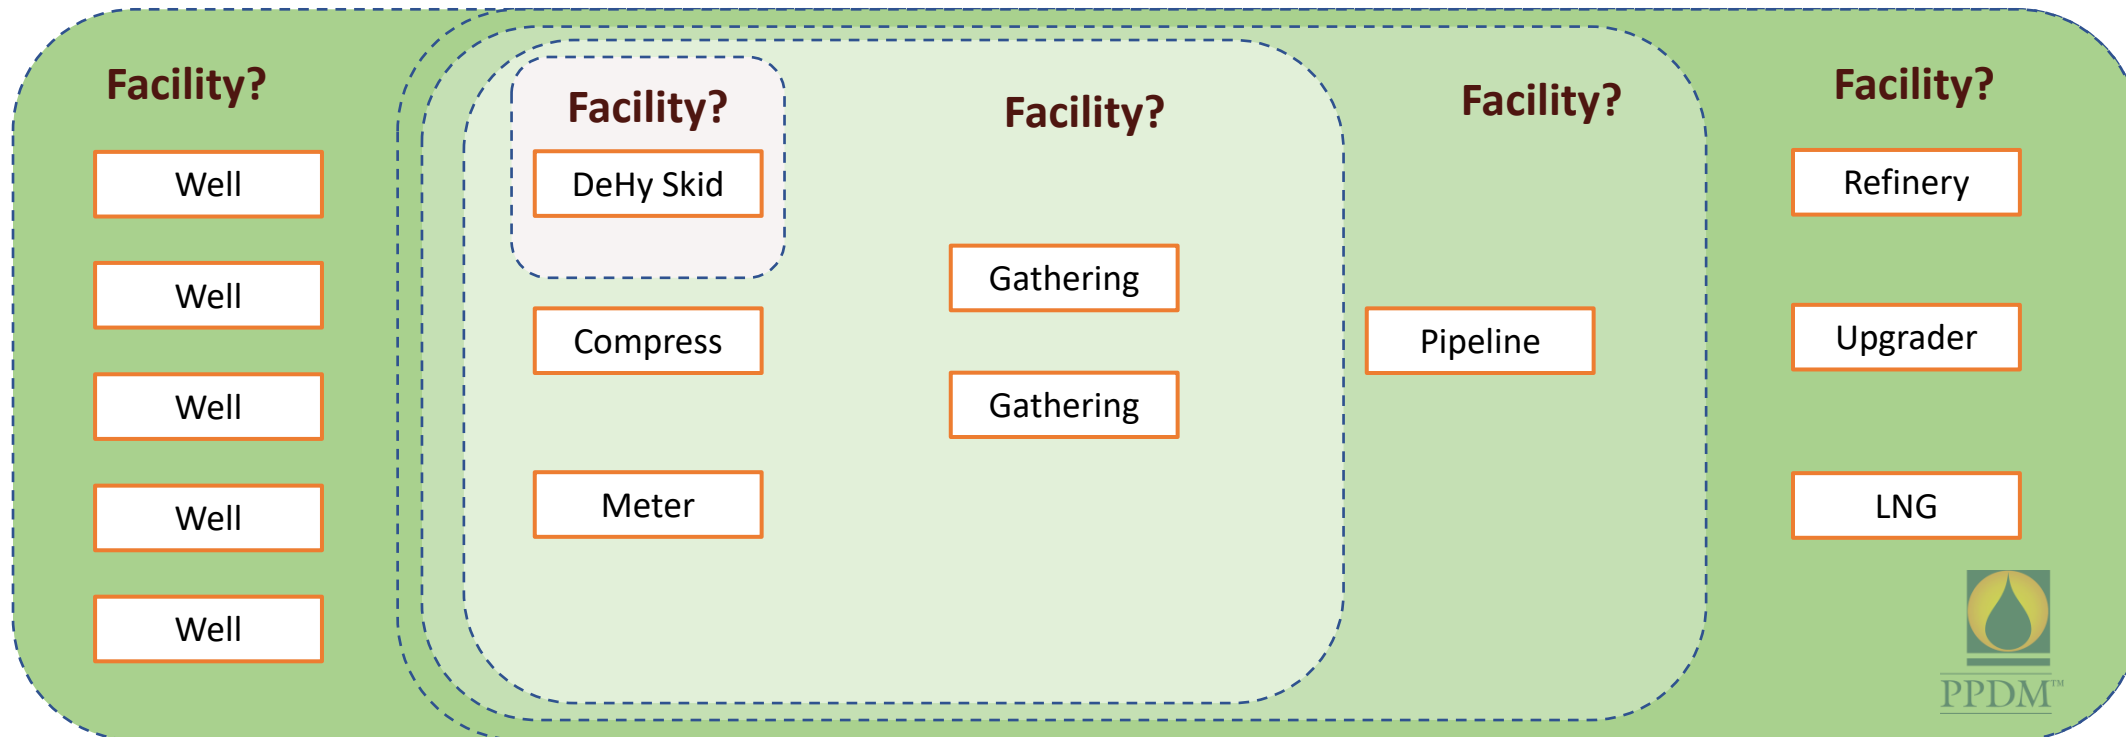 Facility?
Well
Well
Well
Well
Well
Facility?
DeHy Skid
Compress
Meter
Facility?
Gathering
Gathering
Facility?
Pipeline
Facility?
Refinery
Upgrader
LNG
PPDM™